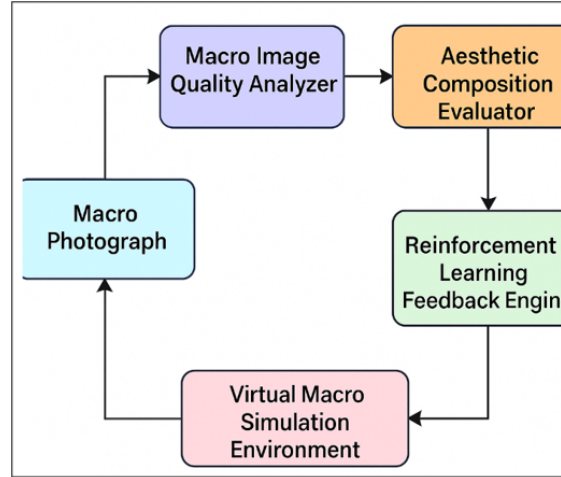 Macro Image
Quality Analyzer
Aesthetic
Composition
Evaluator
Macro
Photograph
Reinforcement
Learning
Feedback Engin
Virtual Macro
Simulation
Environment